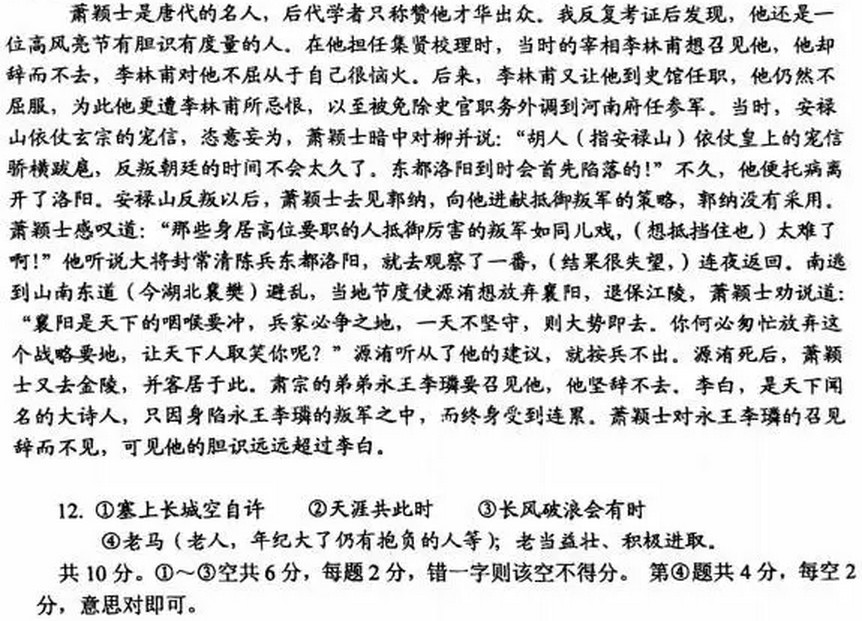 萧颖士是唐代的名人，后代学者只称赞他才华出众。我反复考证后发现，他还是一
位高风亮节有胆识有度量的人。在他担任集贤校理时，当时的宰相李林甫想召见他，他却
辞而不去，李林甫对他不屈从于自己很恼火。后来，李林甫又让他到史馆任职，他仍然不
屈服，为此他更遭李林甫所忌恨，以至被免除史官职务外调到河南府任参军。当时，安禄
山依仗玄宗的宠信，恣意妄为，萧颖士暗中对柳并说：“胡人（指安禄山）依仗皇上的宠信
骄横跋扈，反叛朝廷的时间不会太久了。东都洛阳到时会首先陷落的！”不久，他便托病离
开了洛阳。安禄山反叛以后，萧颖士去见郭纳，向他进献抵御叛军的策略，郭纳没有采用。
萧颖士感叹道：“那些身居高位要职的人抵御厉害的叛军如同儿戏，（想抵挡住也）太难了
啊！”他听说大将封常清陈兵东都洛阳，就去观察了一番，（结果很失望，）连夜返回。南逃
到山南东道（今湖北襄樊）避乱，当地节度使源洧想放弃襄阳，退保江陵，萧颖士劝说道：
“襄阳是天下的咽喉要冲，兵家必争之地，一天不坚守，则大势即去。你何必匆忙放弃这
个战略要地，让天下人取笑你呢？”源洧听从了他的建议，就按兵不出。源洧死后，萧颖
士又去金陵，并客居于此。肃宗的弟弟永王李璘要召见他，他坚辞不去。李白，是天下闻
名的大诗人，只因身陷永王李璘的叛军之中，而终身受到连累。萧颖士对永王李璘的召见
辞而不见，可见他的胆识远远超过李白。
12. ①塞上长城空自许 ②天涯共此时 ③长风破浪会有时
④老马（老人，年纪大了仍有抱负的人等）；老当益壮、积极进取。
共 10 分。①～③空共 6 分，每题 2 分，错一字则该空不得分。 第④题共 4 分，每空 2
分，意思对即可。